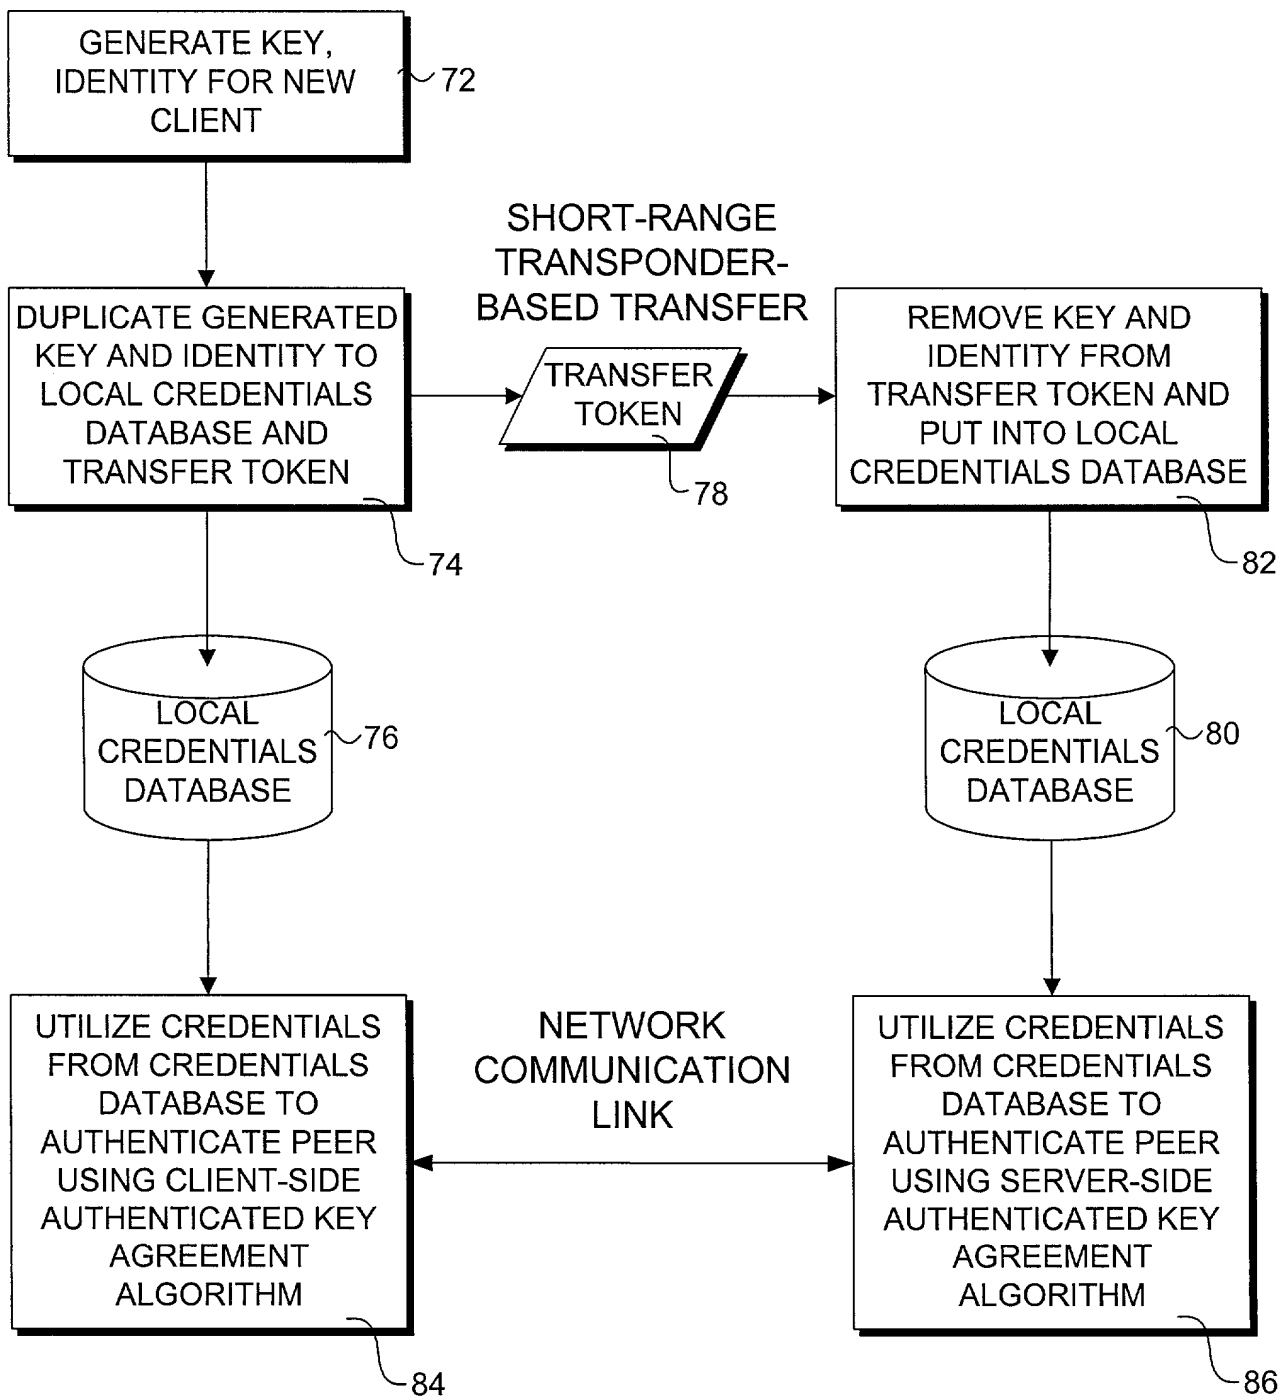 GENERATE KEY,
IDENTITY FOR NEW
CLIENT
72
SHORT-RANGE
TRANSPONDER-
BASED TRANSFER
DUPLICATE GENERATED
KEY AND IDENTITY TO
LOCAL CREDENTIALS
DATABASE AND
TRANSFER TOKEN
74
TRANSFER
TOKEN
78
REMOVE KEY AND
IDENTITY FROM
TRANSFER TOKEN AND
PUT INTO LOCAL
CREDENTIALS DATABASE
82
LOCAL
CREDENTIALS
DATABASE
76
LOCAL
CREDENTIALS
DATABASE
80
UTILIZE CREDENTIALS
FROM CREDENTIALS
DATABASE TO
AUTHENTICATE PEER
USING CLIENT-SIDE
AUTHENTICATED KEY
AGREEMENT
ALGORITHM
84
NETWORK
COMMUNICATION
LINK
UTILIZE CREDENTIALS
FROM CREDENTIALS
DATABASE TO
AUTHENTICATE PEER
USING SERVER-SIDE
AUTHENTICATED KEY
AGREEMENT
ALGORITHM
86